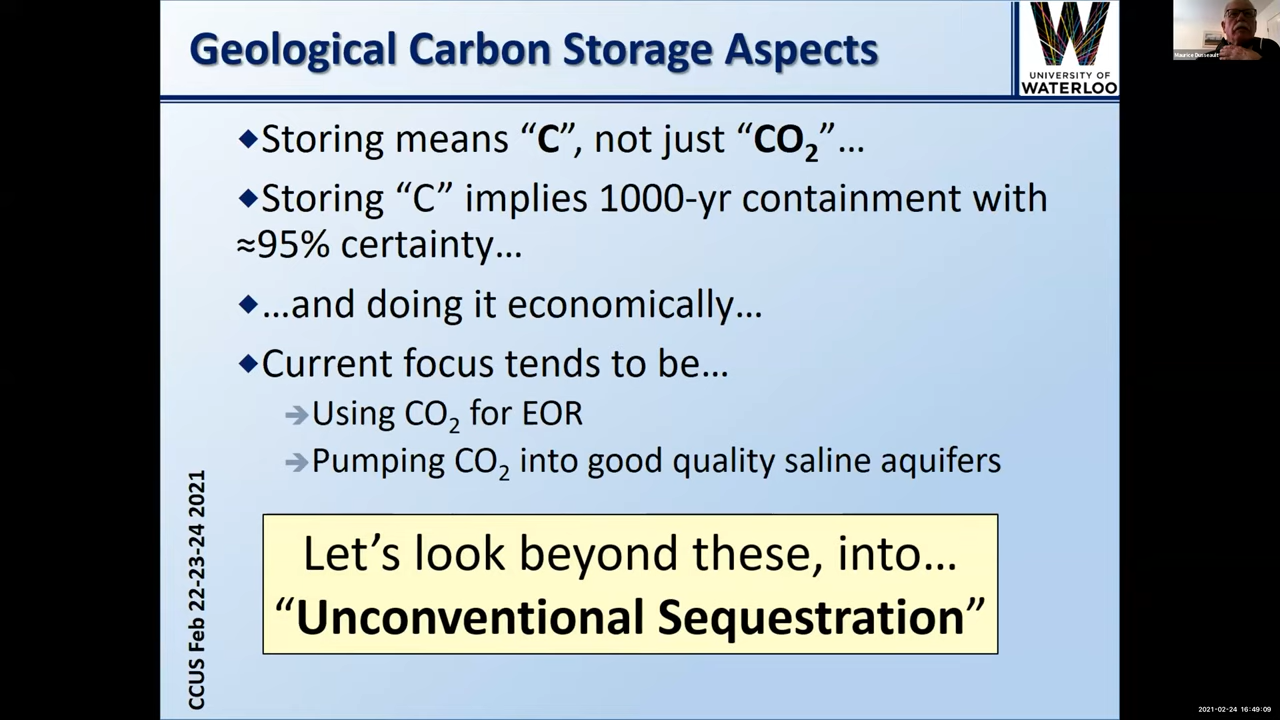 Geological Carbon Storage Aspects
UNIVERSITY OF
WATERLOO
Maurice Dusseault
◆Storing means “C”, not just “CO₂”…
◆Storing “C” implies 1000-yr containment with
≈95% certainty…
◆…and doing it economically…
◆Current focus tends to be…
➔Using CO₂ for EOR
➔Pumping CO₂ into good quality saline aquifers
Let’s look beyond these, into…
“Unconventional Sequestration”
CCUS Feb 22-23-24 2021
2021-02-24 16:49:09